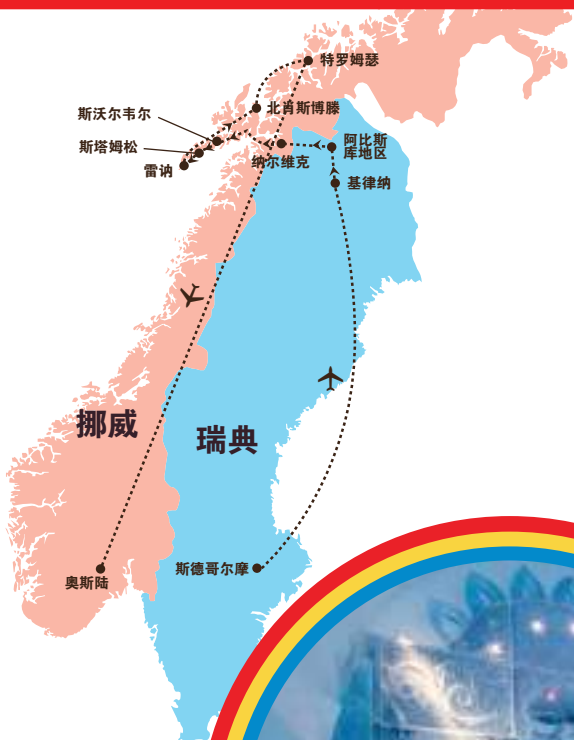 特罗姆瑟
北肖斯博滕
斯沃尔韦尔
斯塔姆松
雷讷
纳尔维克
阿比斯
库地区
基律纳
挪威
瑞典
斯德哥尔摩
奥斯陆